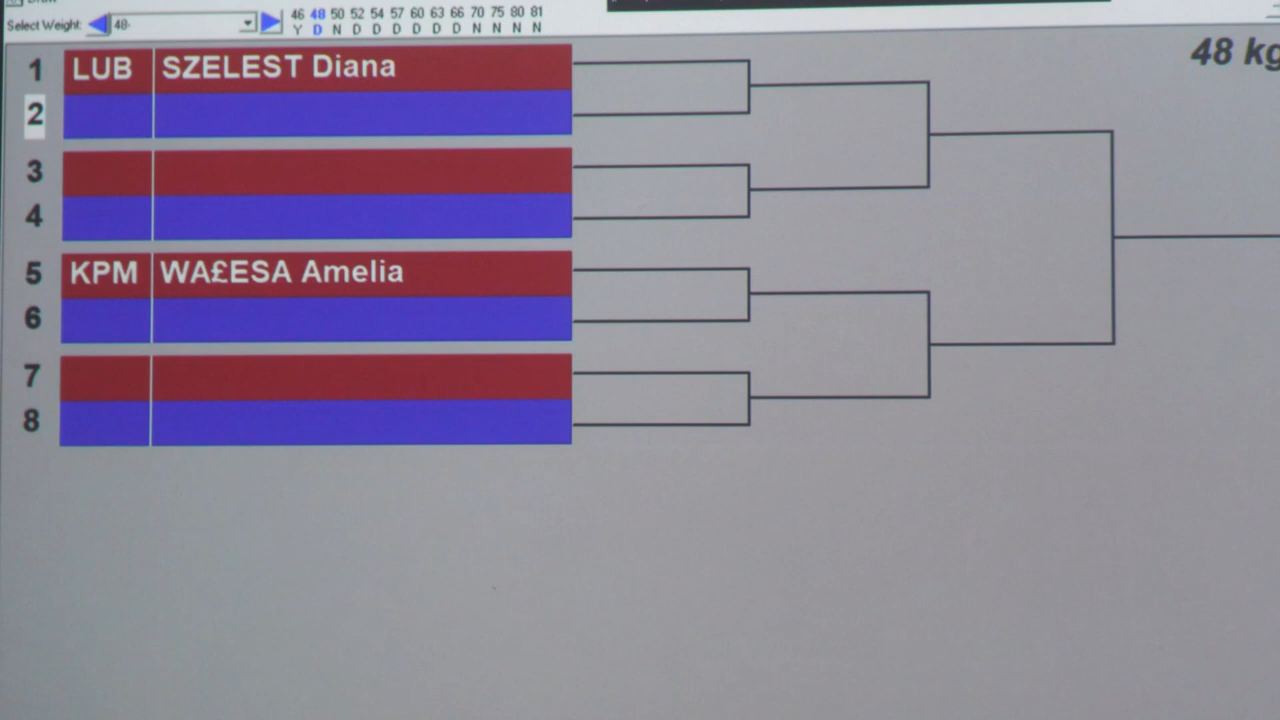 Select Weight: 48-
46 48 50 52 54 57 60 63 66 70 75 80 81
Y D N D D D D D D N N N N
48 kg
1 LUB SZELEST Diana
2
3
4
5 KPM WA£ESA Amelia
6
7
8